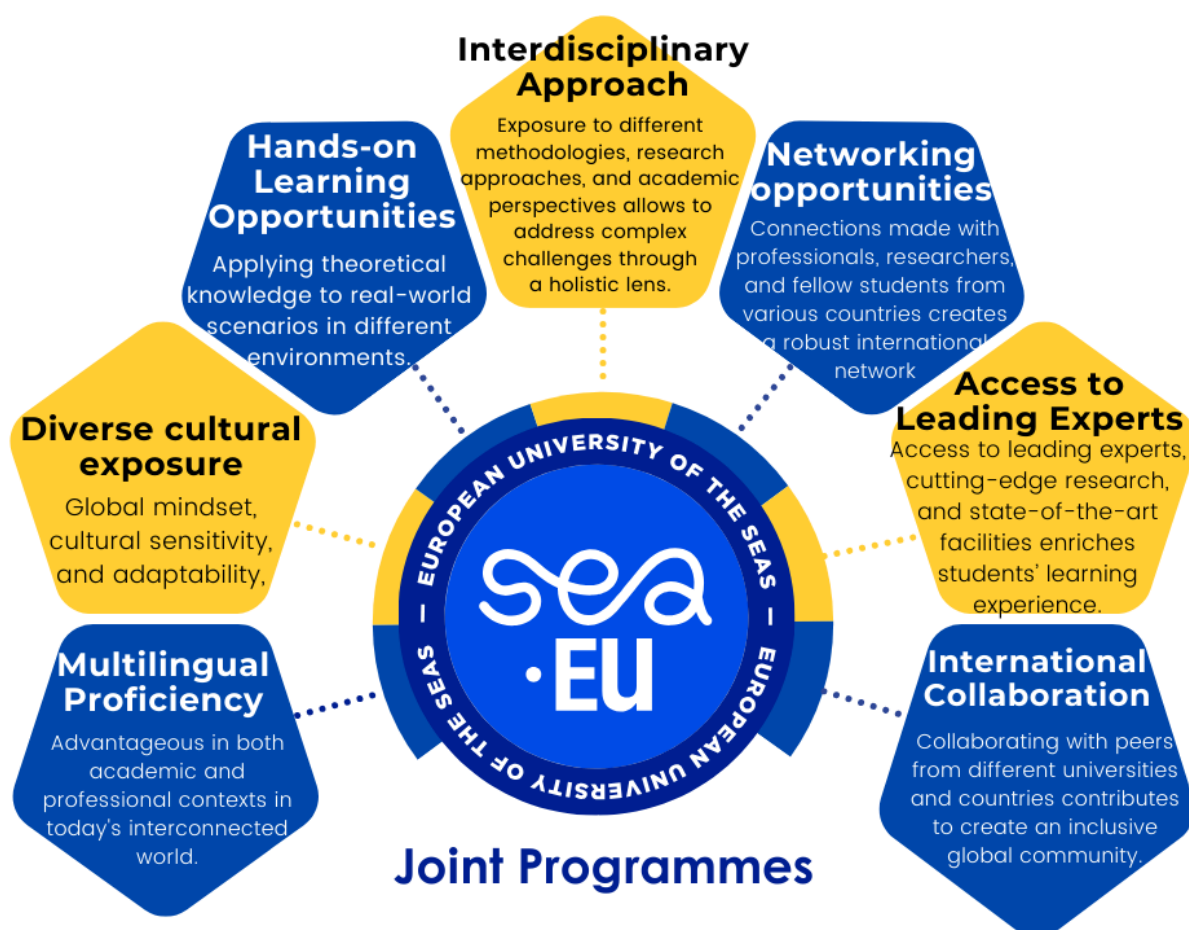 Interdisciplinary
Approach
Exposure to different
methodologies, research
approaches, and academic
perspectives allows to
address complex
challenges through
a holistic lens.
Hands-on
Learning
Opportunities
Applying theoretical
knowledge to real-world
scenarios in different
environments.
Networking
opportunities
Connections made with
professionals, researchers,
and fellow students from
various countries creates
a robust international
network
Diverse cultural
exposure
Global mindset,
cultural sensitivity,
and adaptability,
Access to
Leading Experts
Access to leading experts,
cutting-edge research,
and state-of-the-art
facilities enriches
students’ learning
experience.
Multilingual
Proficiency
Advantageous in both
academic and
professional contexts in
today's interconnected
world.
International
Collaboration
Collaborating with peers
from different universities
and countries contributes
to create an inclusive
global community.
— EUROPEAN UNIVERSITY OF THE SEAS —
EUROPEAN UNIVERSITY OF THE SEAS
sea
·EU
Joint Programmes